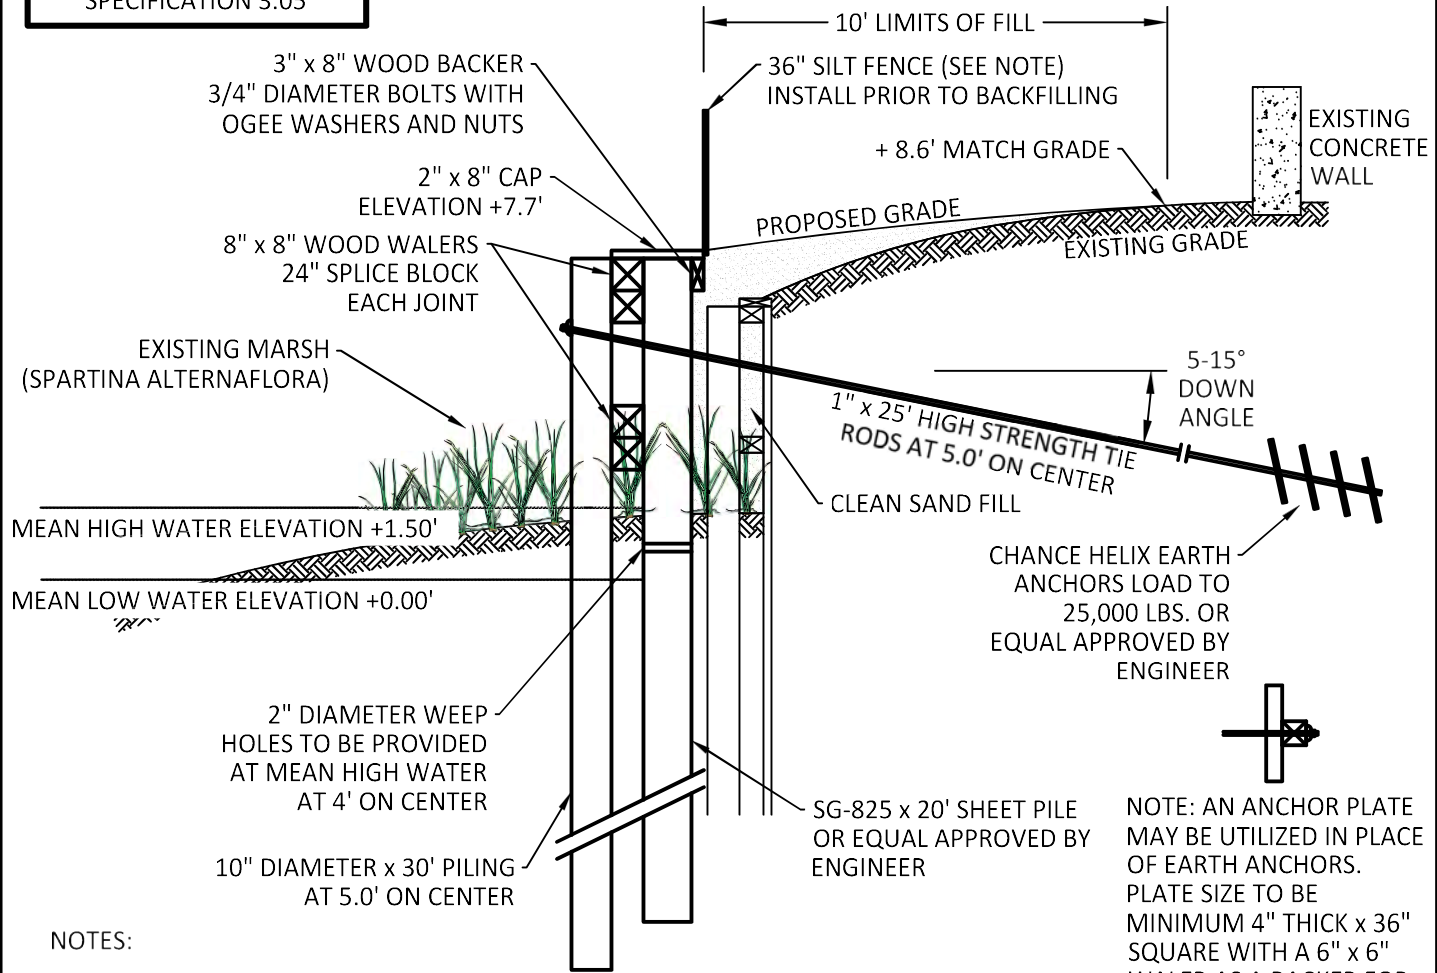 SPECIFICATION 3.05
10' LIMITS OF FILL
3" x 8" WOOD BACKER
3/4" DIAMETER BOLTS WITH
OGEE WASHERS AND NUTS
36" SILT FENCE (SEE NOTE)
INSTALL PRIOR TO BACKFILLING
EXISTING
CONCRETE
WALL
+ 8.6' MATCH GRADE
2" x 8" CAP
ELEVATION +7.7'
PROPOSED GRADE
EXISTING GRADE
8" x 8" WOOD WALERS
24" SPLICE BLOCK
EACH JOINT
EXISTING MARSH
(SPARTINA ALTERNAFLORA)
5-15°
DOWN
ANGLE
1" x 25' HIGH STRENGTH TIE
RODS AT 5.0' ON CENTER
CLEAN SAND FILL
MEAN HIGH WATER ELEVATION +1.50'
MEAN LOW WATER ELEVATION +0.00'
CHANCE HELIX EARTH
ANCHORS LOAD TO
25,000 LBS. OR
EQUAL APPROVED BY
ENGINEER
2" DIAMETER WEEP
HOLES TO BE PROVIDED
AT MEAN HIGH WATER
AT 4' ON CENTER
SG-825 x 20' SHEET PILE
OR EQUAL APPROVED BY
ENGINEER
10" DIAMETER x 30' PILING
AT 5.0' ON CENTER
NOTE: AN ANCHOR PLATE
MAY BE UTILIZED IN PLACE
OF EARTH ANCHORS.
PLATE SIZE TO BE
MINIMUM 4" THICK x 36"
SQUARE WITH A 6" x 6"
WALER AS A BACKER FOR
NOTES: